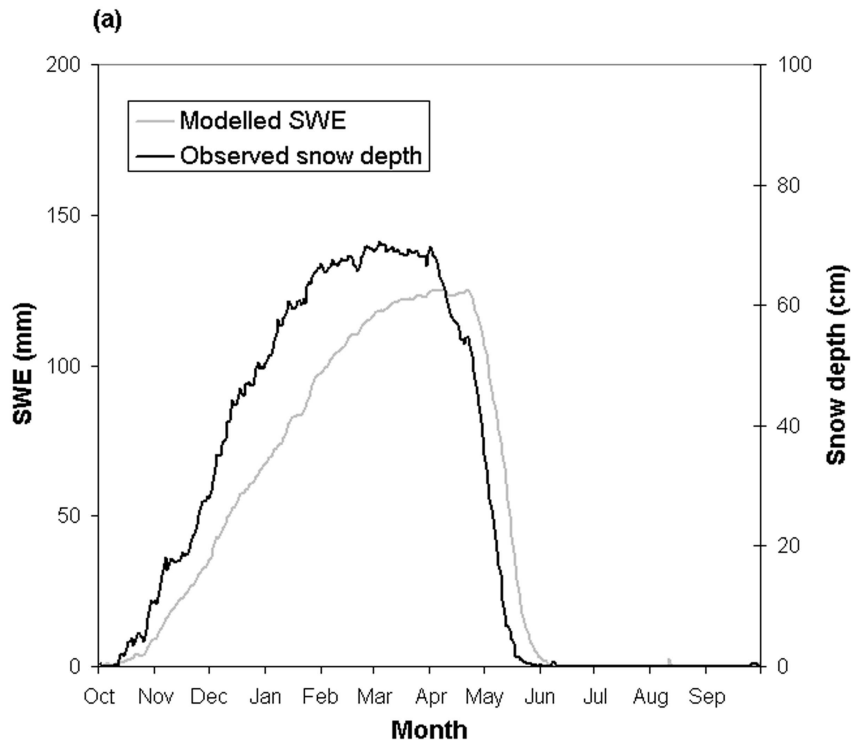 (a)
200
150
100
50
0
SWE (mm)
Modelled SWE
Observed snow depth
100
80
60
40
20
0
Snow depth (cm)
Oct Nov Dec Jan Feb Mar Apr May Jun Jul Aug Sep
Month